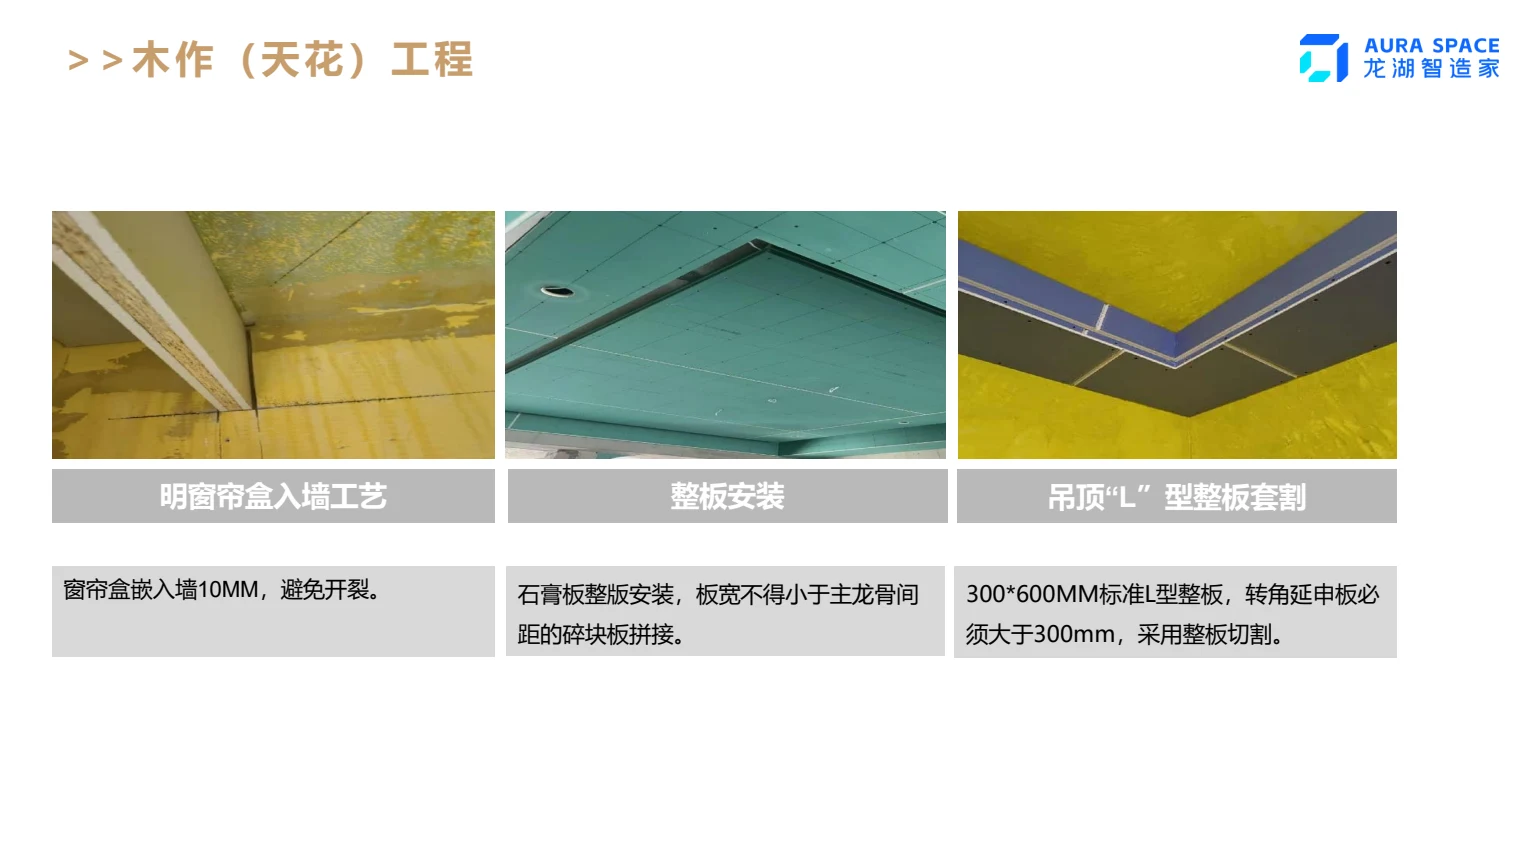 >>木作（天花）工程
AURA SPACE
龙湖智造家
明窗帘盒入墙工艺
整板安装
吊顶“L”型整板套割
窗帘盒嵌入墙10MM，避免开裂。
石膏板整版安装，板宽不得小于主龙骨间
距的碎块板拼接。
300*600MM标准L型整板，转角延申板必
须大于300mm，采用整板切割。